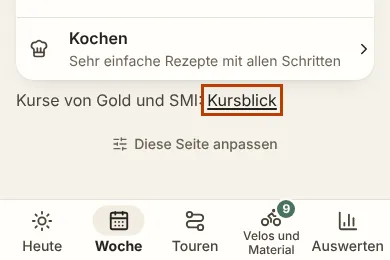 Kochen
Sehr einfache Rezepte mit allen Schritten
Kurse von Gold und SMI: Kursblick
Diese Seite anpassen
9
Heute
Woche
Touren
Velos und
Material
Auswerten